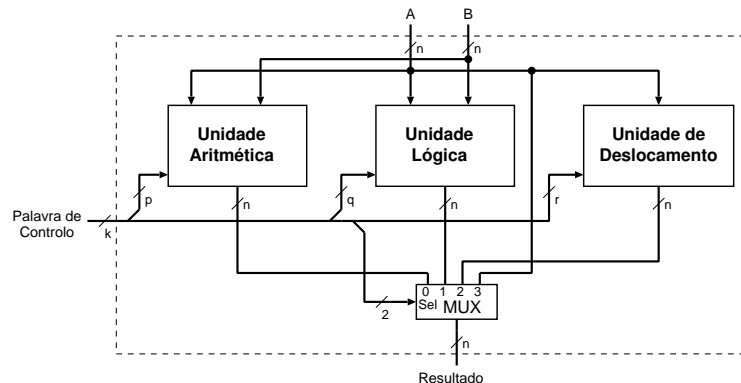 A B
n n
Unidade Aritmética
Unidade Lógica
Unidade de Deslocamento
p q r
n n n
Palavra de Controlo
k
0 1 2 3
Sel MUX
2
n
Resultado